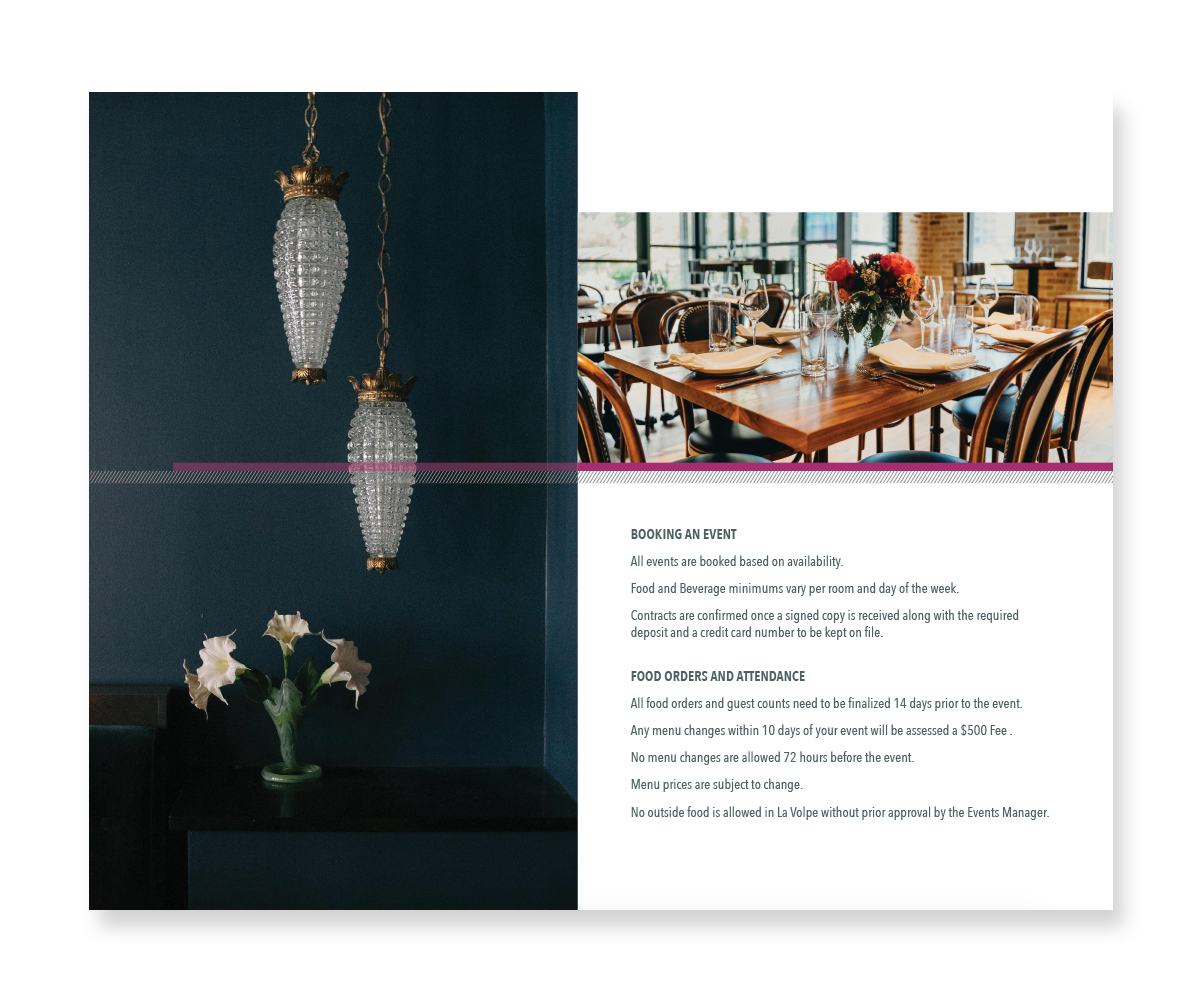 BOOKING AN EVENT
All events are booked based on availability.
Food and Beverage minimums vary per room and day of the week.
Contracts are confirmed once a signed copy is received along with the required
deposit and a credit card number to be kept on file.
FOOD ORDERS AND ATTENDANCE
All food orders and guest counts need to be finalized 14 days prior to the event.
Any menu changes within 10 days of your event will be assessed a $500 Fee .
No menu changes are allowed 72 hours before the event.
Menu prices are subject to change.
No outside food is allowed in La Volpe without prior approval by the Events Manager.